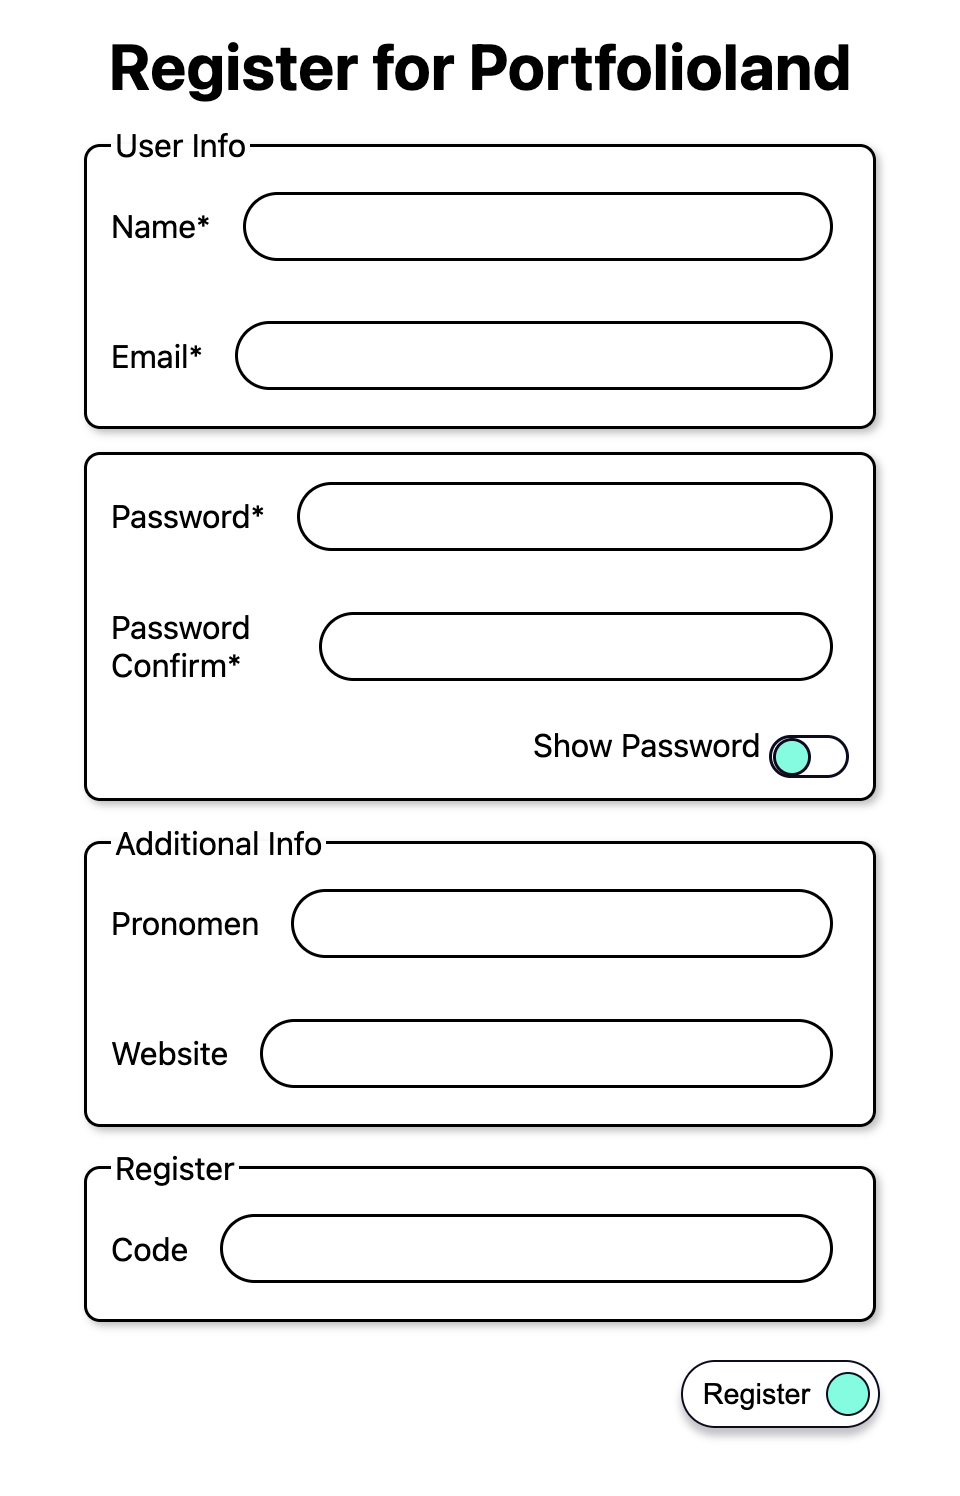 Register for Portfolioland
User Info
Name*
Email*
Password*
Password
Confirm*
Show Password
Additional Info
Pronomen
Website
Register
Code
Register